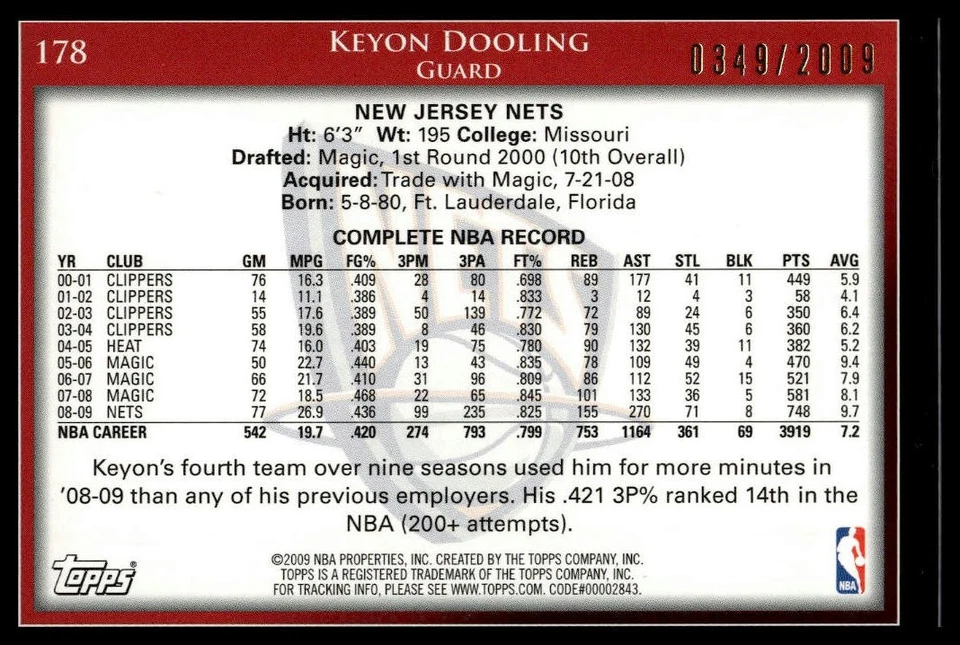 178
KEYON DOOLING
GUARD
0349/2009
NEW JERSEY NETS
Ht: 6'3" Wt: 195 College: Missouri
Drafted: Magic, 1st Round 2000 (10th Overall)
Acquired: Trade with Magic, 7-21-08
Born: 5-8-80, Ft. Lauderdale, Florida
COMPLETE NBA RECORD
YR CLUB GM MPG FG% 3PM 3PA FT% REB AST STL BLK PTS AVG
00-01 CLIPPERS 76 16.3 .409 28 80 .698 89 177 41 11 449 5.9
01-02 CLIPPERS 14 11.1 .386 4 14 .833 3 12 4 3 58 4.1
02-03 CLIPPERS 55 17.6 .389 50 139 .772 72 89 24 6 350 6.4
03-04 CLIPPERS 58 19.6 .389 8 46 .830 79 130 45 6 360 6.2
04-05 HEAT 74 16.0 .403 19 75 .780 90 132 39 11 382 5.2
05-06 MAGIC 50 22.7 .440 13 43 .835 78 109 49 4 470 9.4
06-07 MAGIC 66 21.7 .410 31 96 .809 86 112 52 15 521 7.9
07-08 MAGIC 72 18.5 .468 22 65 .845 101 133 36 5 581 8.1
08-09 NETS 77 26.9 .436 99 235 .825 155 270 71 8 748 9.7
NBA CAREER 542 19.7 .420 274 793 .799 753 1164 361 69 3919 7.2
Keyon's fourth team over nine seasons used him for more minutes in
'08-09 than any of his previous employers. His .421 3P% ranked 14th in the
NBA (200+ attempts).
Topps®
©2009 NBA PROPERTIES, INC. CREATED BY THE TOPPS COMPANY, INC.
TOPPS IS A REGISTERED TRADEMARK OF THE TOPPS COMPANY, INC.
FOR TRACKING INFO, PLEASE SEE WWW.TOPPS.COM. CODE#00002843.
NBA
NETS